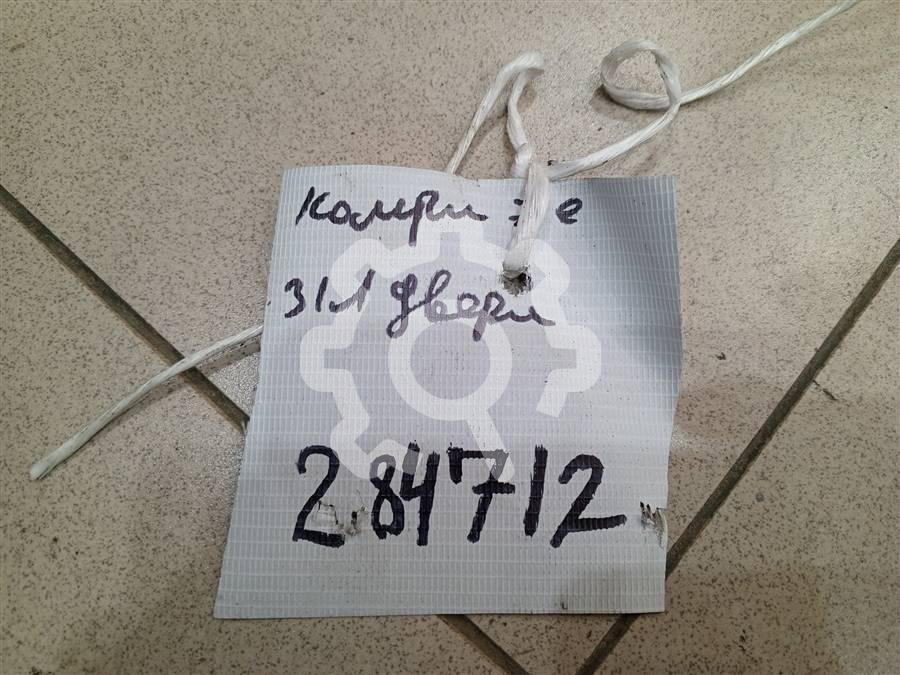 камри
з/л двери
284712